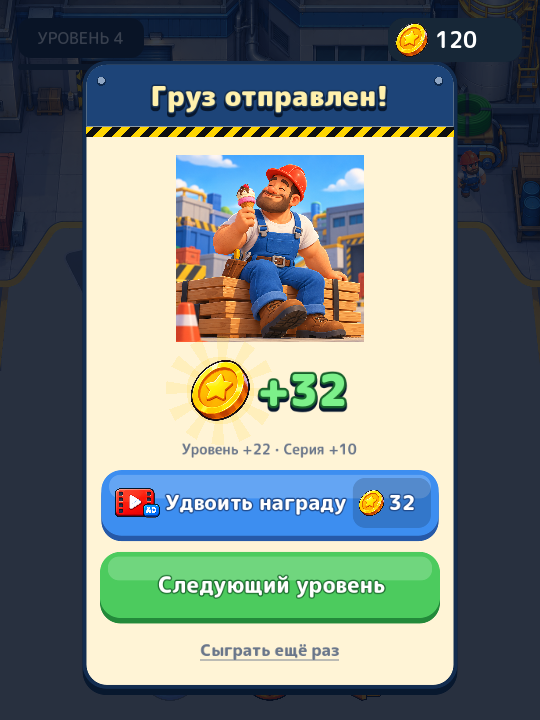 УРОВЕНЬ 4
120
Груз отправлен!
+32
Уровень +22 · Серия +10
AD Удвоить награду 32
Следующий уровень
Сыграть ещё раз